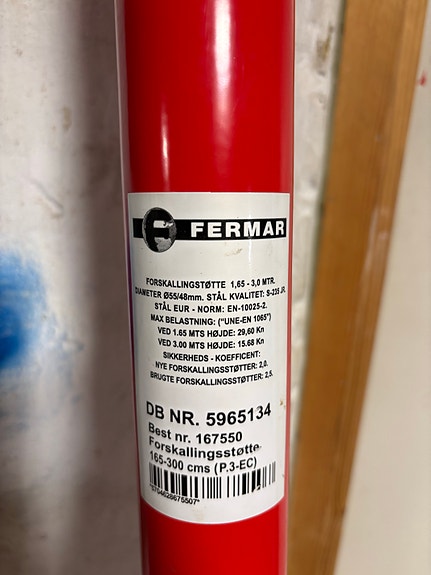 F FERMAR
FORSKALLINGSTØTTE 1,65 - 3,0 MTR.
DIAMETER Ø55/48mm. STÅL KVALITET: S-235 JR.
STÅL EUR - NORM: EN-10025-2.
MAX BELASTNING: ("UNE-EN 1065")
VED 1.65 MTS HØJDE: 29,60 Kn
VED 3.00 MTS HØJDE: 15.68 Kn
SIKKERHEDS - KOEFFICENT:
NYE FORSKALLINGSSTØTTER: 2,0.
BRUGTE FORSKALLINGSSTØTTER: 2,5.
DB NR. 5965134
Best nr. 167550
Forskallingsstøtte.
165-300 cms (P.3-EC)
*5704628675507*